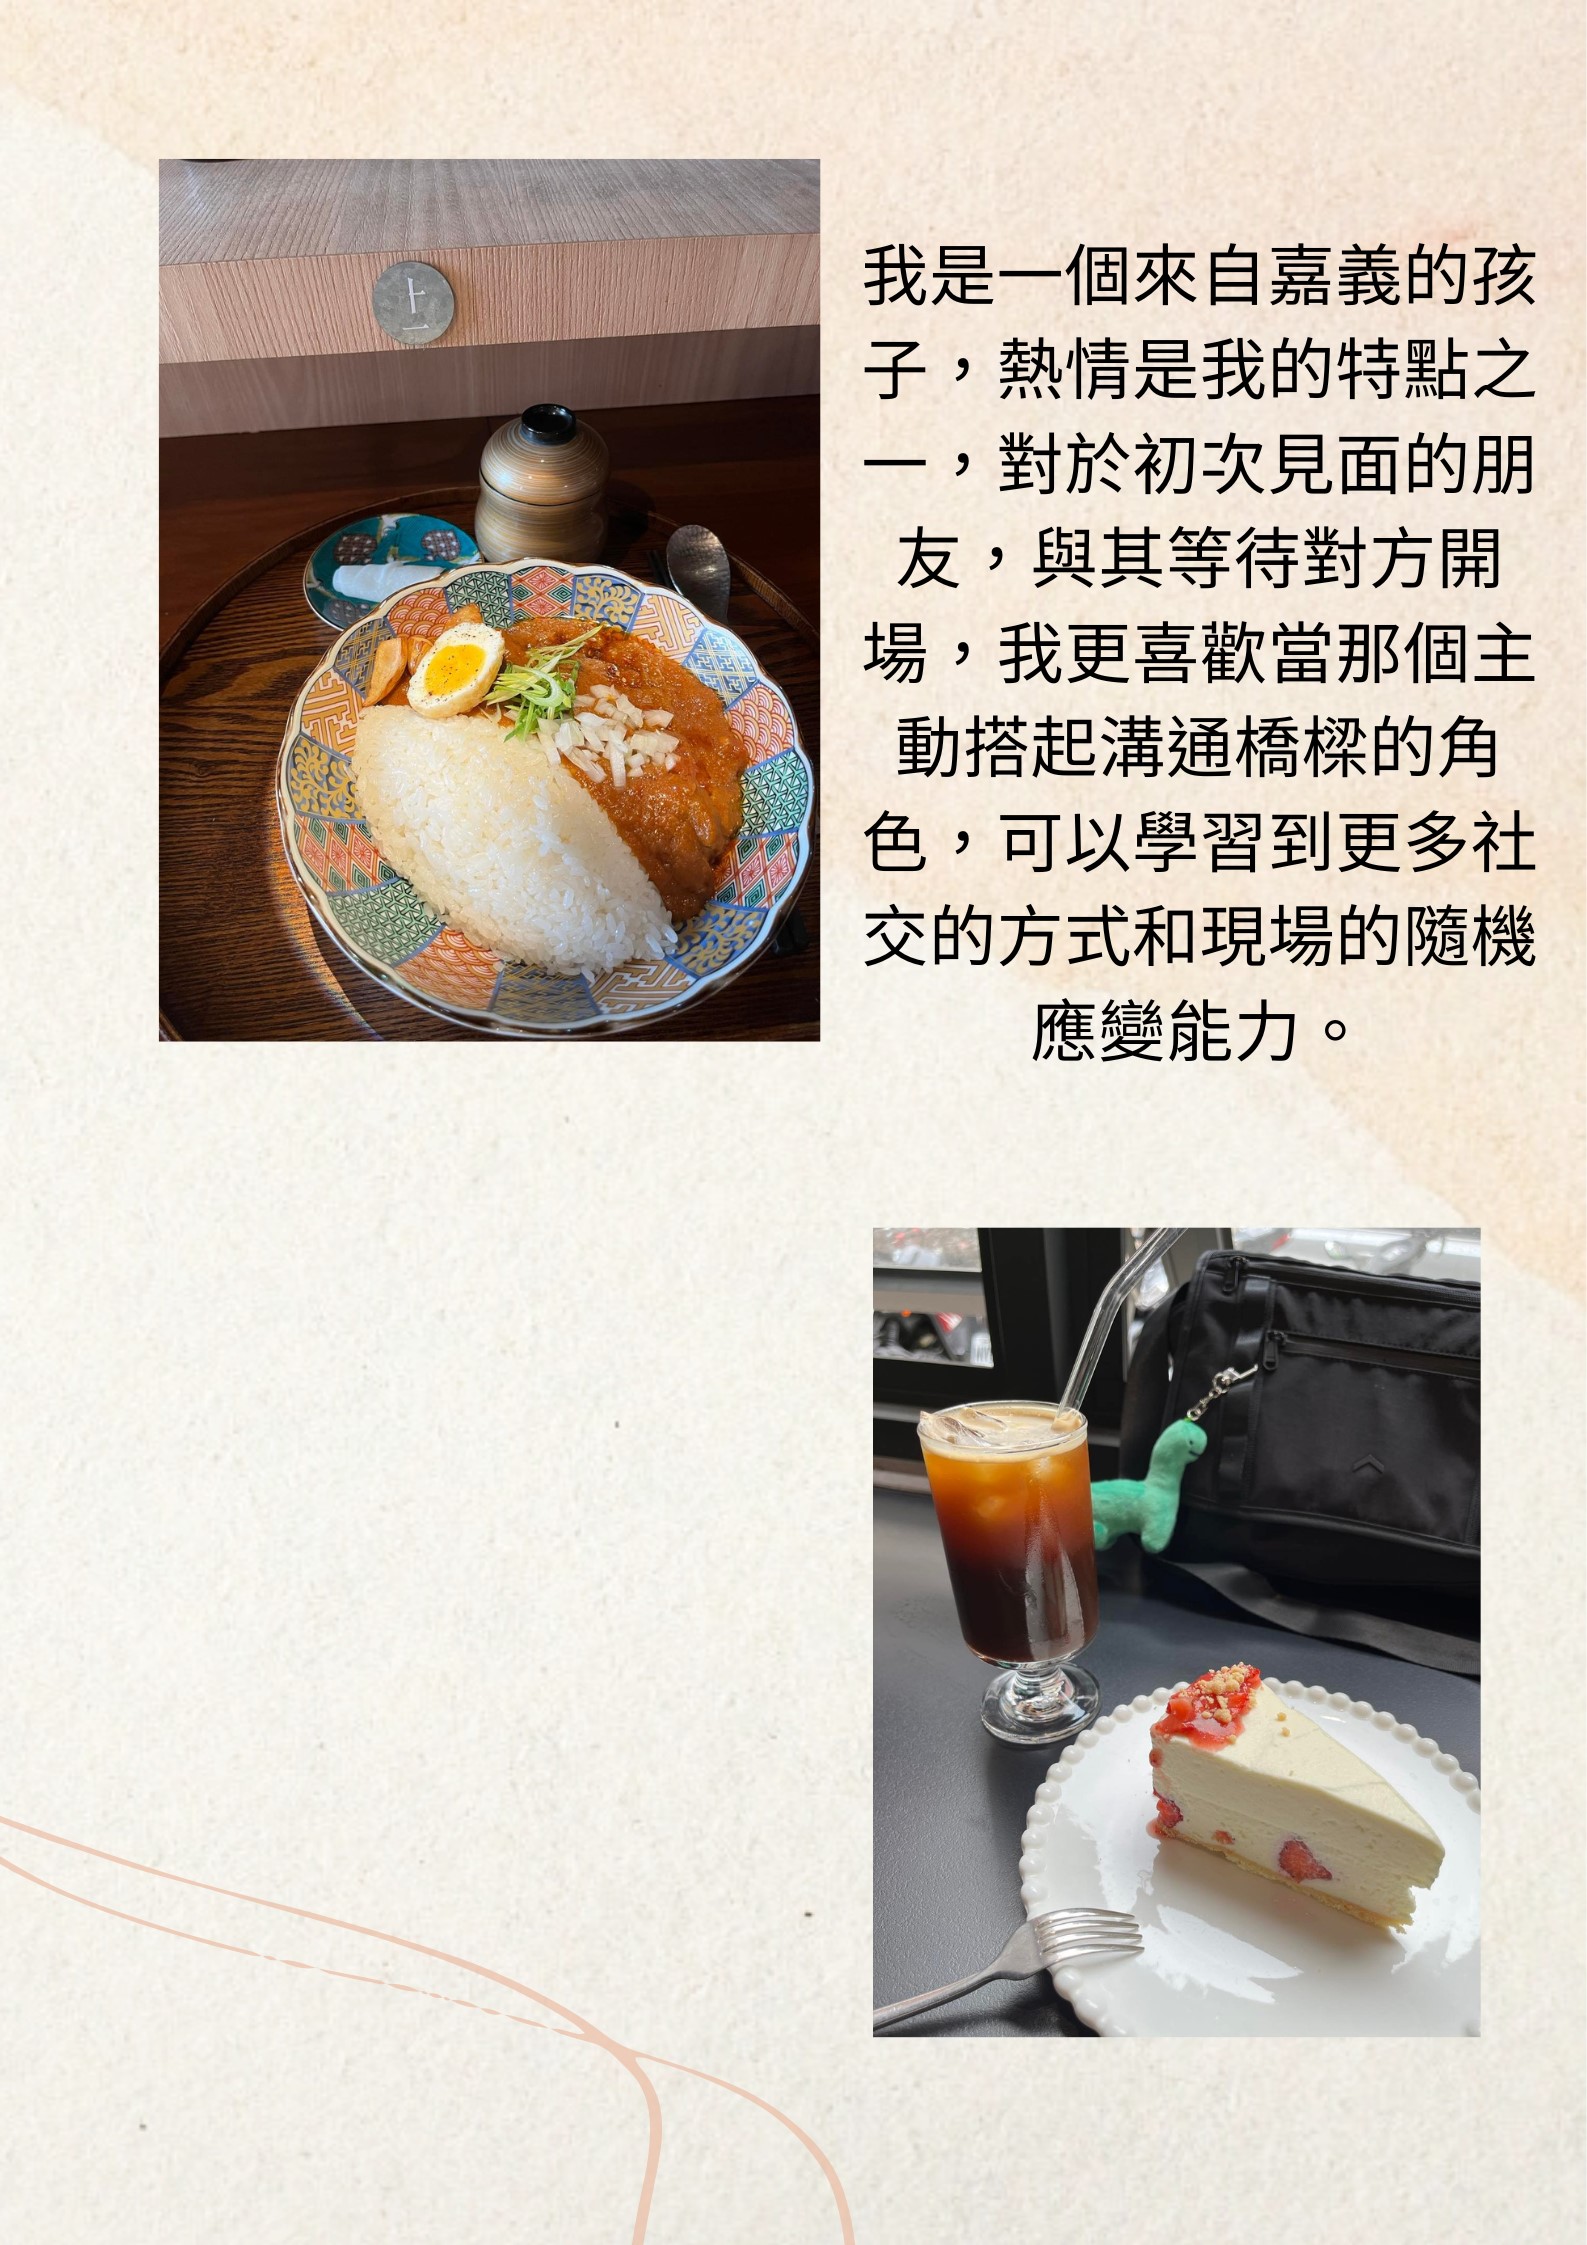 上
我是一個來自嘉義的孩
子，熱情是我的特點之
一，對於初次見面的朋
友，與其等待對方開
場，我更喜歡當那個主
動搭起溝通橋樑的角
色，可以學習到更多社
交的方式和現場的隨機
應變能力。